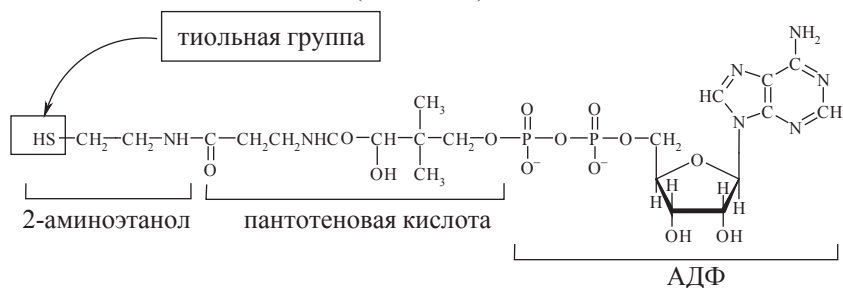 тиольная группа
NH₂
N
N
HC
N
N
CH
CH₃
O
O
HS–CH₂–CH₂–NH–C–CH₂CH₂NHCO–CH–C–CH₂–O–P–O–P–O–CH₂
O
OH
CH₃
O⁻
O⁻
O
H
H
H
H
OH
OH
2-аминоэтанол
пантотеновая кислота
АДФ